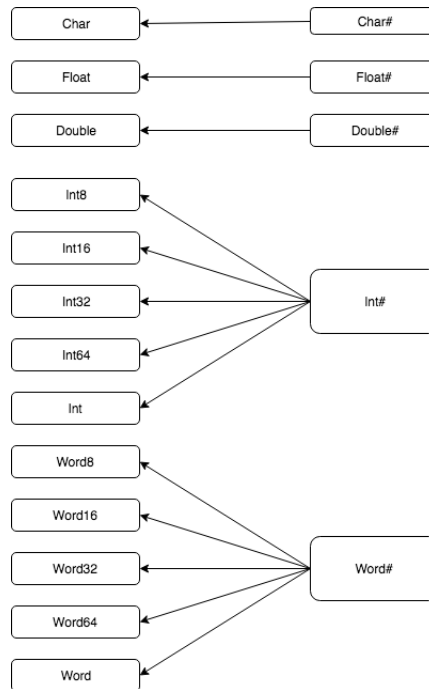 Char
Char#
Float
Float#
Double
Double#
Int8
Int16
Int32
Int#
Int64
Int
Word8
Word16
Word32
Word#
Word64
Word